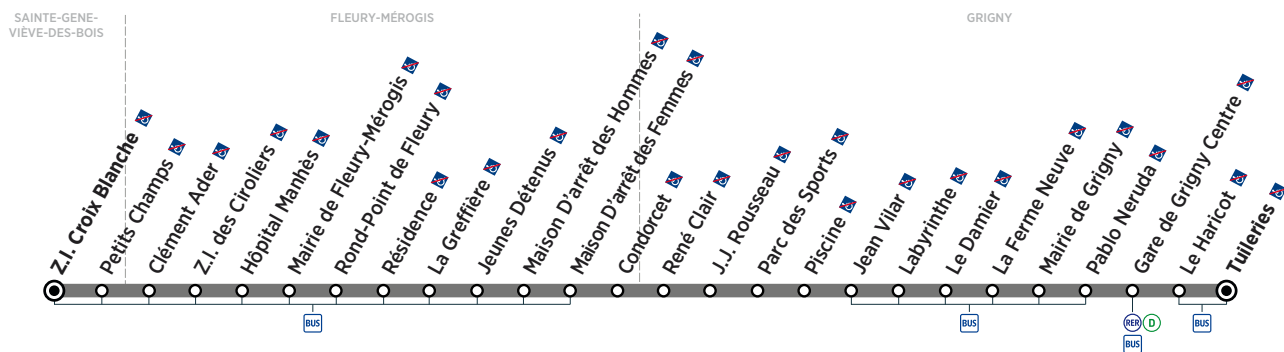 SAINTE-GENE-
VIÈVE-DES-BOIS
FLEURY-MÉROGIS
GRIGNY
Z.I. Croix Blanche
Petits Champs
Clément Ader
Z.I. des Ciroliers
Hôpital Manhès
Mairie de Fleury-Mérogis
Rond-Point de Fleury
Résidence
La Greffière
Jeunes Détenus
Maison D'arrêt des Hommes
Maison D'arrêt des Femmes
Condorcet
René Clair
J.J. Rousseau
Parc des Sports
Piscine
Jean Vilar
Labyrinthe
Le Damier
La Ferme Neuve
Mairie de Grigny
Pablo Neruda
Gare de Grigny Centre
Le Haricot
Tuileries
BUS
BUS
RER D
BUS
BUS